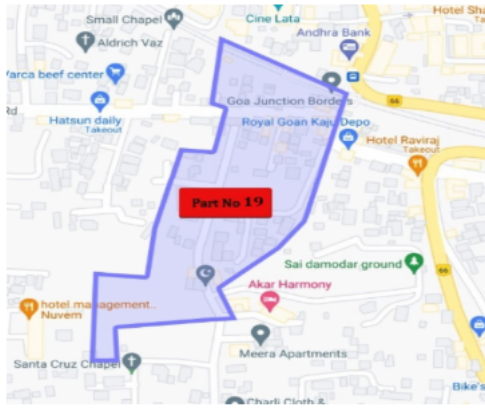 Small Chapel
Cine Lata
Hotel Sha
Aldrich Vaz
Andhra Bank
Varca beef center
Goa Junction Borders
66
Rd
Hatsun daily
Takeout
Royal Goan Kaju Depo
Hotel Raviraj
Takeout
Part No 19
Sai damodar ground
66
Akar Harmony
hotel management..
Nuvem
Meera Apartments
Santa Cruz Chapel
Bike's
Charli Cloth &